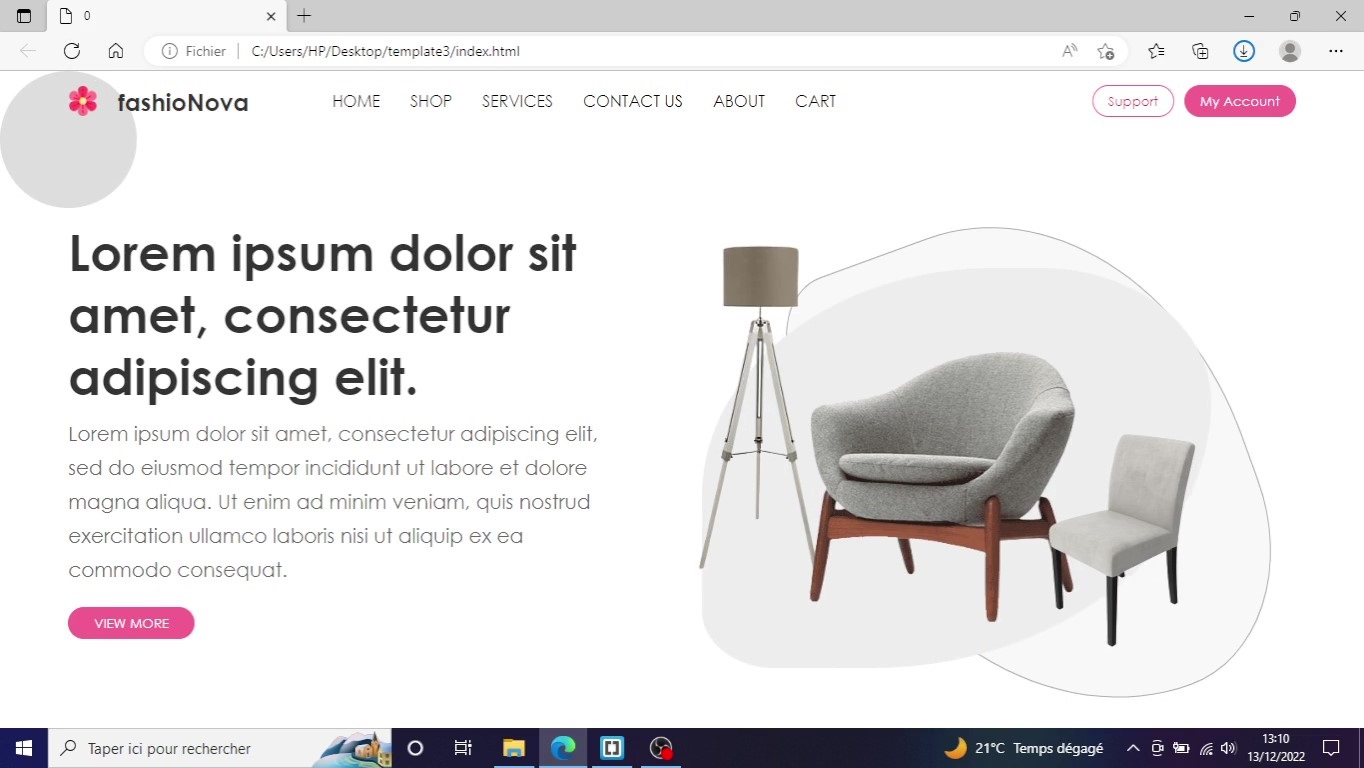 0
Fichier
C:/Users/HP/Desktop/template3/index.html
fashioNova
HOME SHOP SERVICES CONTACT US ABOUT CART
Support
My Account
Lorem ipsum dolor sit
amet, consectetur
adipiscing elit.
Lorem ipsum dolor sit amet, consectetur adipiscing elit,
sed do eiusmod tempor incididunt ut labore et dolore
magna aliqua. Ut enim ad minim veniam, quis nostrud
exercitation ullamco laboris nisi ut aliquip ex ea
commodo consequat.
VIEW MORE
Taper ici pour rechercher
21°C Temps dégagé
13:10
13/12/2022